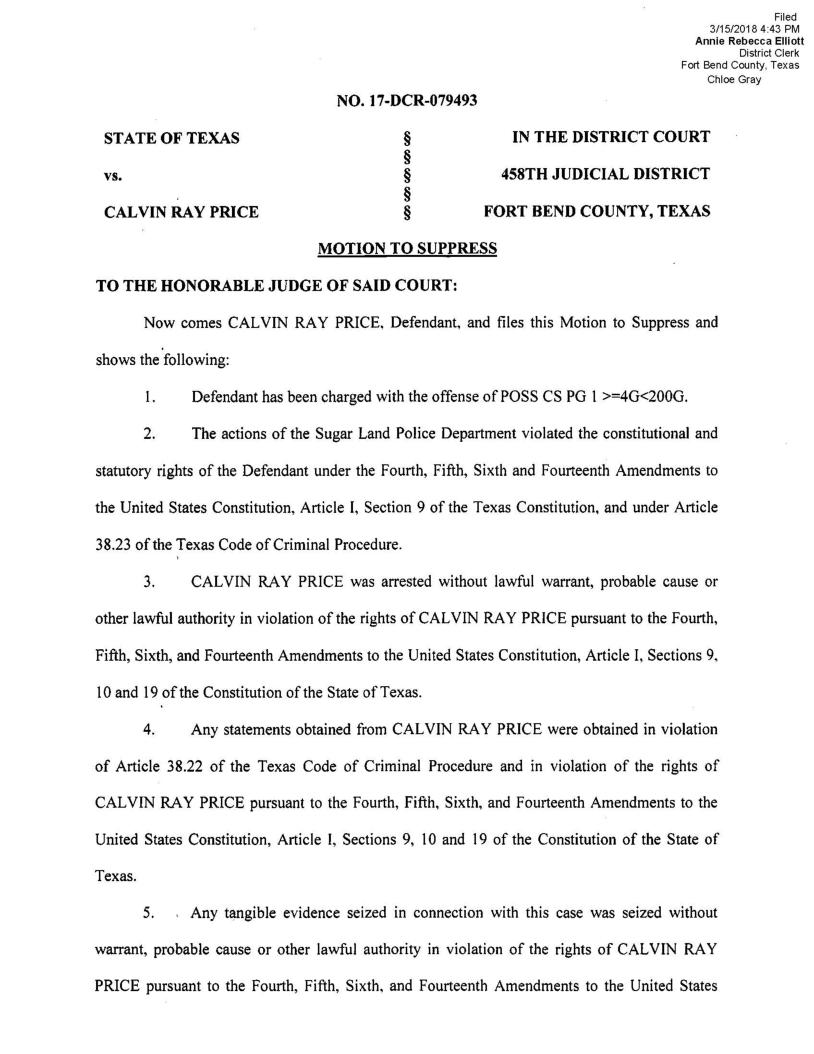 Filed
3/15/2018 4:43 PM
Annie Rebecca Elliott
District Clerk
Fort Bend County, Texas
Chloe Gray
NO. 17-DCR-079493
STATE OF TEXAS § IN THE DISTRICT COURT
§
vs. § 458TH JUDICIAL DISTRICT
§
CALVIN RAY PRICE § FORT BEND COUNTY, TEXAS
MOTION TO SUPPRESS
TO THE HONORABLE JUDGE OF SAID COURT:
Now comes CALVIN RAY PRICE, Defendant, and files this Motion to Suppress and
shows the following:
1. Defendant has been charged with the offense of POSS CS PG 1 >=4G<200G.
2. The actions of the Sugar Land Police Department violated the constitutional and
statutory rights of the Defendant under the Fourth, Fifth, Sixth and Fourteenth Amendments to
the United States Constitution, Article I, Section 9 of the Texas Constitution, and under Article
38.23 of the Texas Code of Criminal Procedure.
3. CALVIN RAY PRICE was arrested without lawful warrant, probable cause or
other lawful authority in violation of the rights of CALVIN RAY PRICE pursuant to the Fourth,
Fifth, Sixth, and Fourteenth Amendments to the United States Constitution, Article I, Sections 9,
10 and 19 of the Constitution of the State of Texas.
4. Any statements obtained from CALVIN RAY PRICE were obtained in violation
of Article 38.22 of the Texas Code of Criminal Procedure and in violation of the rights of
CALVIN RAY PRICE pursuant to the Fourth, Fifth, Sixth, and Fourteenth Amendments to the
United States Constitution, Article I, Sections 9, 10 and 19 of the Constitution of the State of
Texas.
5. Any tangible evidence seized in connection with this case was seized without
warrant, probable cause or other lawful authority in violation of the rights of CALVIN RAY
PRICE pursuant to the Fourth, Fifth, Sixth, and Fourteenth Amendments to the United States